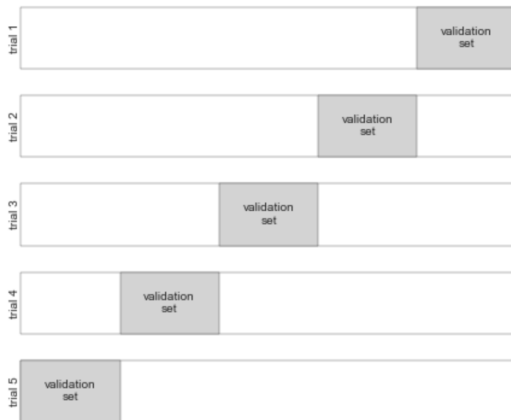 trial 1
validation
set
trial 2
validation
set
trial 3
validation
set
trial 4
validation
set
trial 5
validation
set